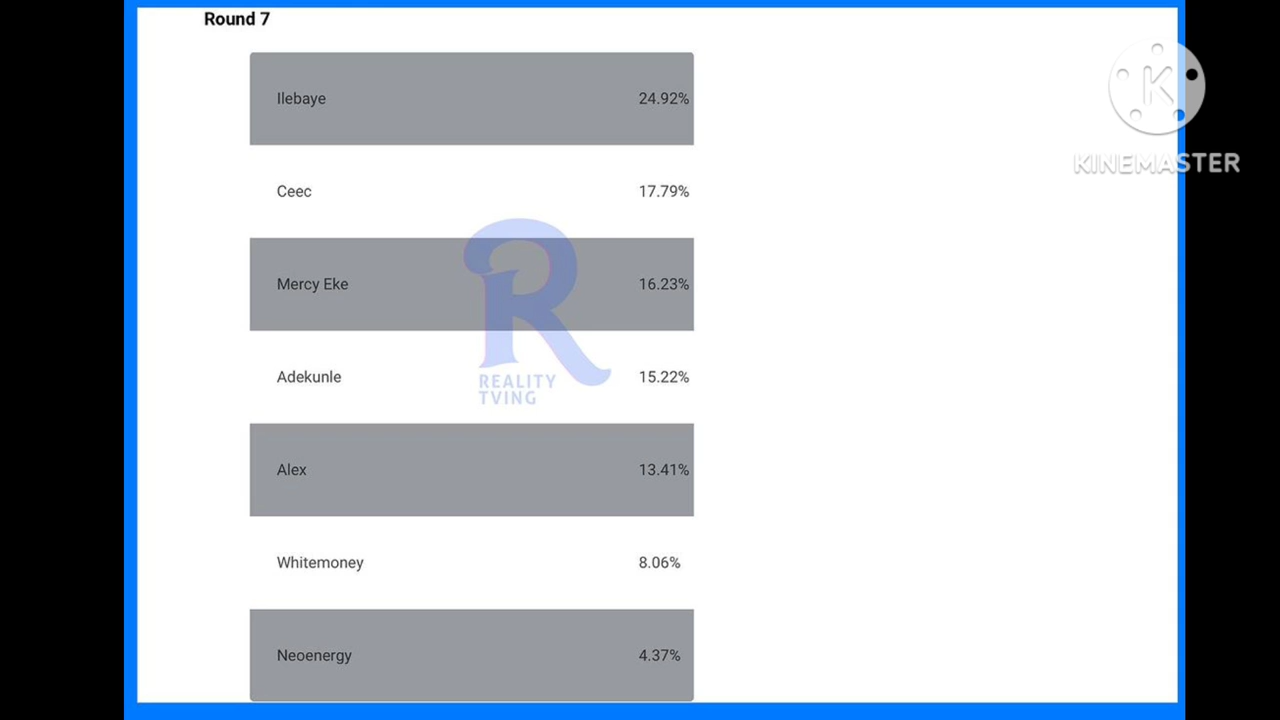 Round 7
Ilebaye 24.92%
Ceec 17.79%
Mercy Eke 16.23%
Adekunle 15.22%
Alex 13.41%
Whitemoney 8.06%
Neoenergy 4.37%
R
REALITY
TVING
K
KINEMASTER